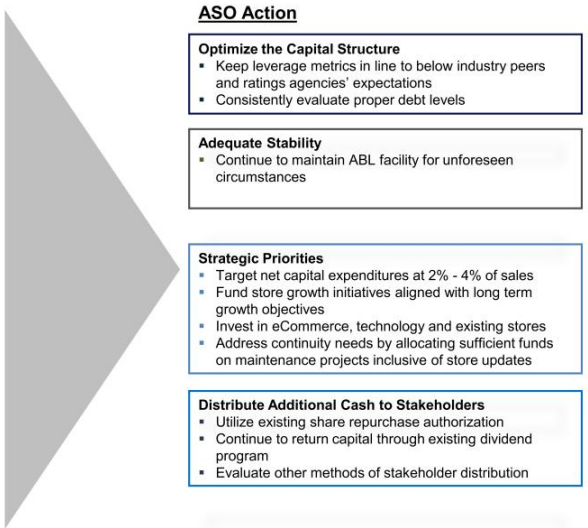 ASO Action
Optimize the Capital Structure
▪ Keep leverage metrics in line to below industry peers
and ratings agencies’ expectations
▪ Consistently evaluate proper debt levels
Adequate Stability
▪ Continue to maintain ABL facility for unforeseen
circumstances
Strategic Priorities
▪ Target net capital expenditures at 2% - 4% of sales
▪ Fund store growth initiatives aligned with long term
growth objectives
▪ Invest in eCommerce, technology and existing stores
▪ Address continuity needs by allocating sufficient funds
on maintenance projects inclusive of store updates
Distribute Additional Cash to Stakeholders
▪ Utilize existing share repurchase authorization
▪ Continue to return capital through existing dividend
program
▪ Evaluate other methods of stakeholder distribution